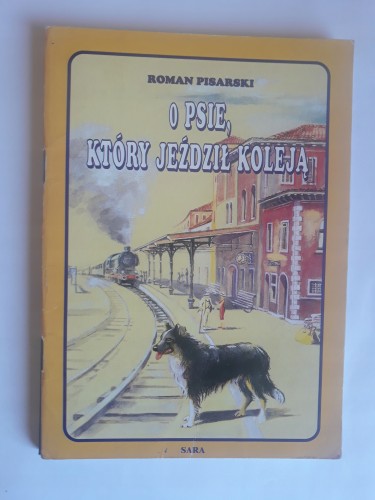 ROMAN PISARSKI
O PSIE,
KTÓRY JEŹDZIŁ KOLEJĄ
SARA